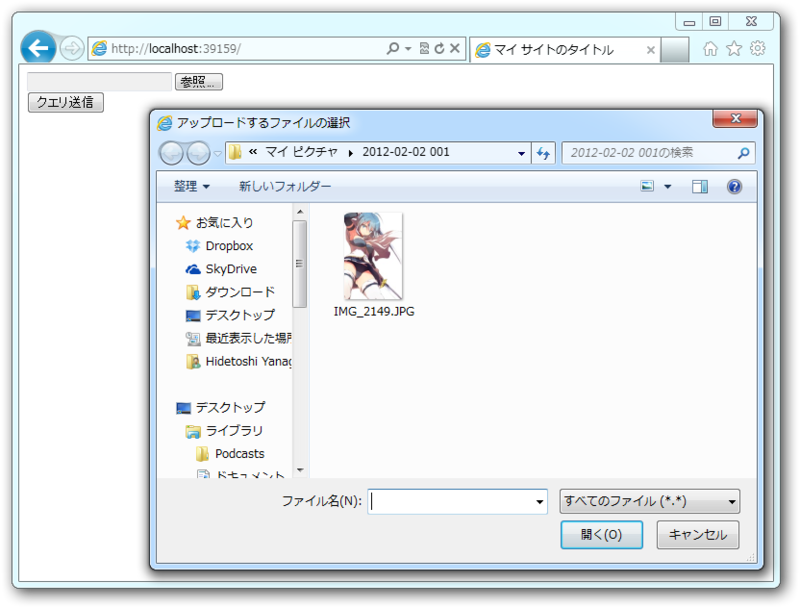 http://localhost:39159/
マイ サイトのタイトル
参照...
クエリ送信
アップロードするファイルの選択
« マイ ピクチャ ▸ 2012-02-02 001
2012-02-02 001の検索
整理 新しいフォルダー
お気に入り
Dropbox
SkyDrive
ダウンロード
デスクトップ
最近表示した場所
Hidetoshi Yanag
デスクトップ
ライブラリ
Podcasts
ドキュメント
IMG_2149.JPG
ファイル名(N):
すべてのファイル (*.*)
開く(O)
キャンセル